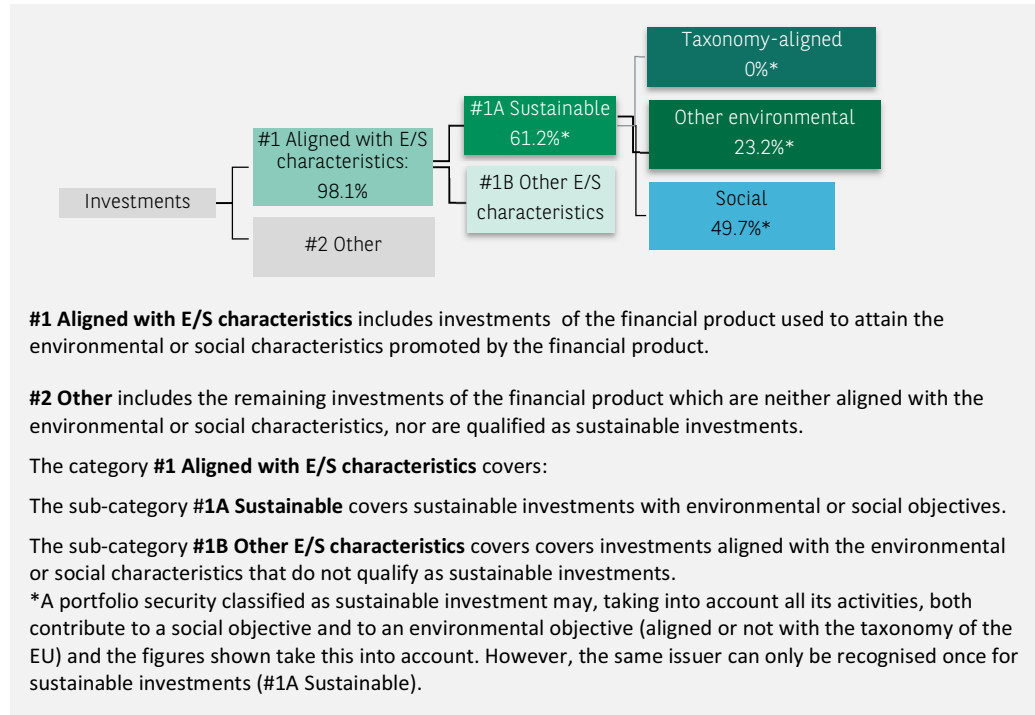 Taxonomy-aligned
0%*
#1A Sustainable
61.2%*
Other environmental
23.2%*
#1 Aligned with E/S
characteristics:
98.1%
#1B Other E/S
characteristics
Social
49.7%*
Investments
#2 Other
#1 Aligned with E/S characteristics includes investments of the financial product used to attain the
environmental or social characteristics promoted by the financial product.
#2 Other includes the remaining investments of the financial product which are neither aligned with the
environmental or social characteristics, nor are qualified as sustainable investments.
The category #1 Aligned with E/S characteristics covers:
The sub-category #1A Sustainable covers sustainable investments with environmental or social objectives.
The sub-category #1B Other E/S characteristics covers covers investments aligned with the environmental
or social characteristics that do not qualify as sustainable investments.
*A portfolio security classified as sustainable investment may, taking into account all its activities, both
contribute to a social objective and to an environmental objective (aligned or not with the taxonomy of the
EU) and the figures shown take this into account. However, the same issuer can only be recognised once for
sustainable investments (#1A Sustainable).